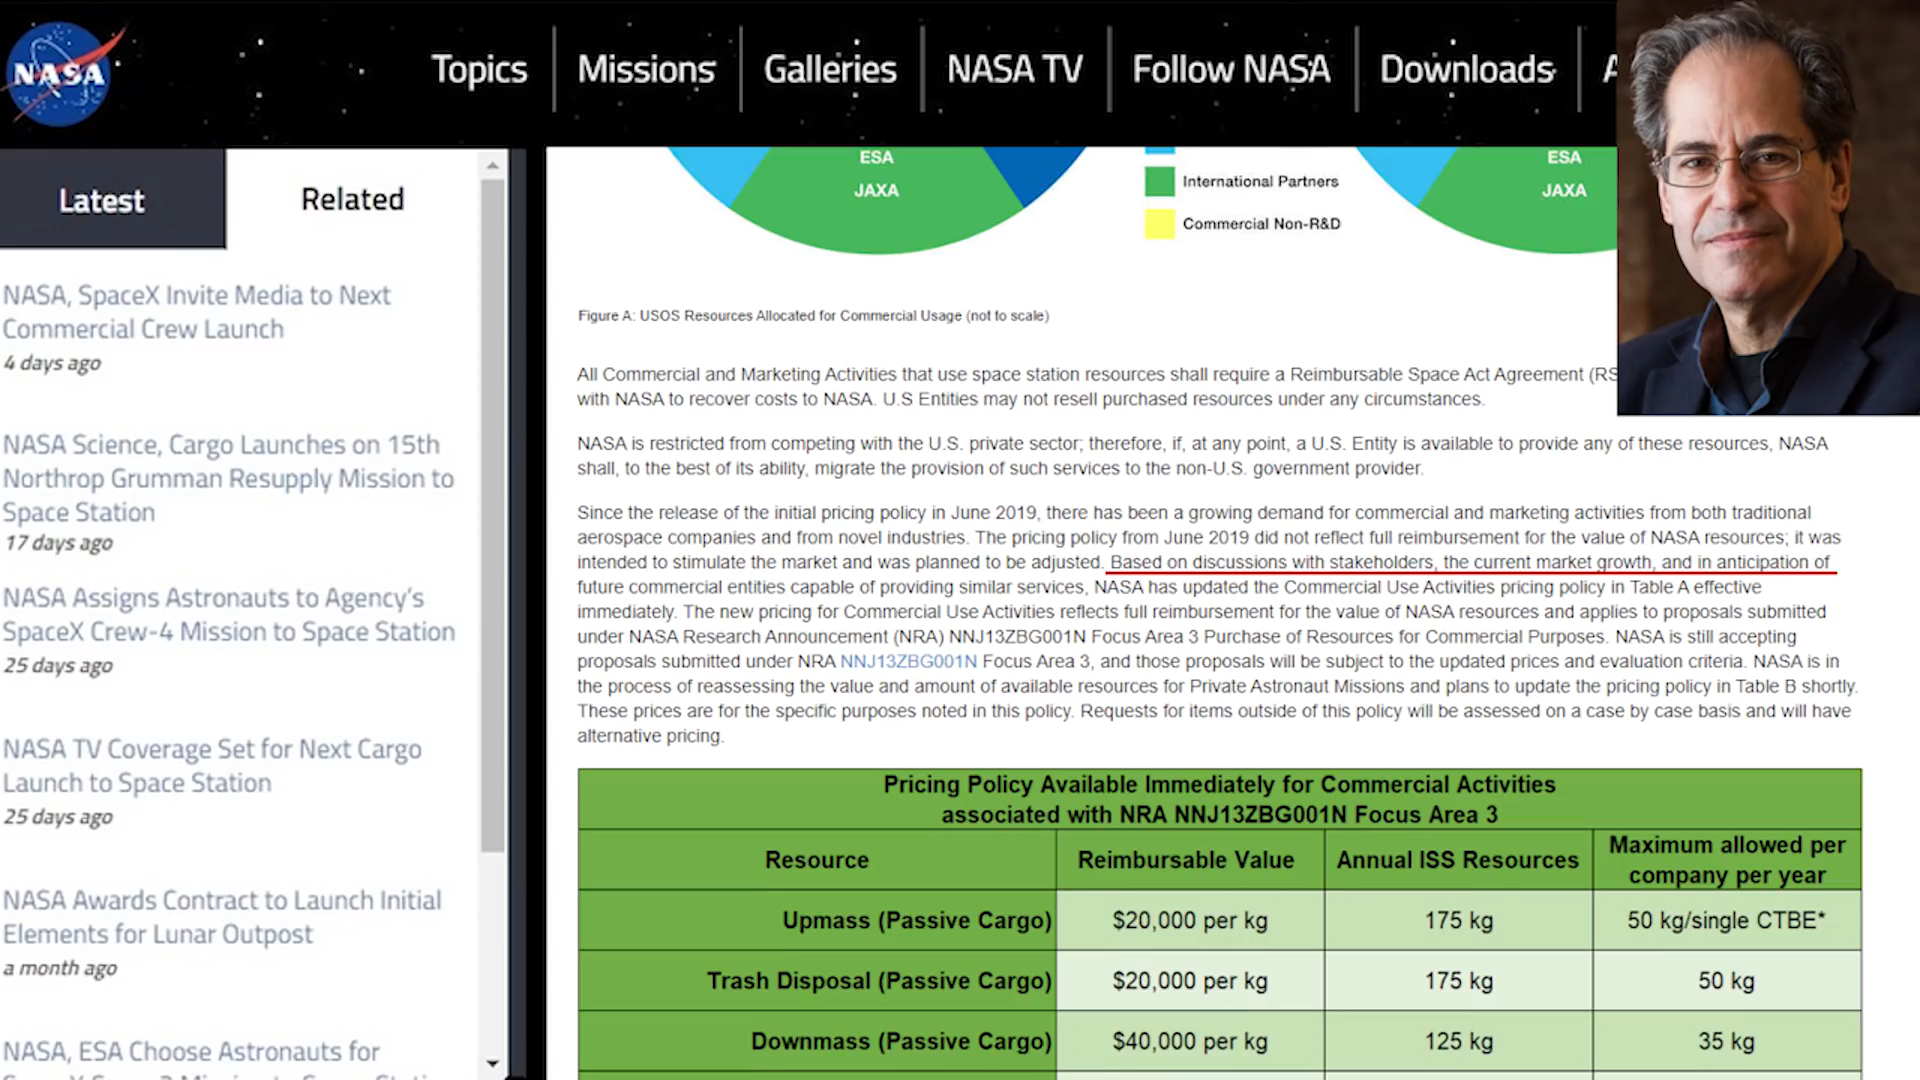 NASA
Topics
Missions
Galleries
NASA TV
Follow NASA
Downloads
Latest
Related
NASA, SpaceX Invite Media to Next
Commercial Crew Launch
4 days ago
NASA Science, Cargo Launches on 15th
Northrop Grumman Resupply Mission to
Space Station
17 days ago
NASA Assigns Astronauts to Agency’s
SpaceX Crew-4 Mission to Space Station
25 days ago
NASA TV Coverage Set for Next Cargo
Launch to Space Station
25 days ago
NASA Awards Contract to Launch Initial
Elements for Lunar Outpost
a month ago
NASA, ESA Choose Astronauts for
ESA
JAXA
International Partners
Commercial Non-R&D
ESA
JAXA
Figure A: USOS Resources Allocated for Commercial Usage (not to scale)
All Commercial and Marketing Activities that use space station resources shall require a Reimbursable Space Act Agreement (RS
with NASA to recover costs to NASA. U.S Entities may not resell purchased resources under any circumstances.
NASA is restricted from competing with the U.S. private sector; therefore, if, at any point, a U.S. Entity is available to provide any of these resources, NASA
shall, to the best of its ability, migrate the provision of such services to the non-U.S. government provider.
Since the release of the initial pricing policy in June 2019, there has been a growing demand for commercial and marketing activities from both traditional
aerospace companies and from novel industries. The pricing policy from June 2019 did not reflect full reimbursement for the value of NASA resources; it was
intended to stimulate the market and was planned to be adjusted. Based on discussions with stakeholders, the current market growth, and in anticipation of
future commercial entities capable of providing similar services, NASA has updated the Commercial Use Activities pricing policy in Table A effective
immediately. The new pricing for Commercial Use Activities reflects full reimbursement for the value of NASA resources and applies to proposals submitted
under NASA Research Announcement (NRA) NNJ13ZBG001N Focus Area 3 Purchase of Resources for Commercial Purposes. NASA is still accepting
proposals submitted under NRA NNJ13ZBG001N Focus Area 3, and those proposals will be subject to the updated prices and evaluation criteria. NASA is in
the process of reassessing the value and amount of available resources for Private Astronaut Missions and plans to update the pricing policy in Table B shortly.
These prices are for the specific purposes noted in this policy. Requests for items outside of this policy will be assessed on a case by case basis and will have
alternative pricing.
Pricing Policy Available Immediately for Commercial Activities
associated with NRA NNJ13ZBG001N Focus Area 3
Resource
Reimbursable Value
Annual ISS Resources
Maximum allowed per
company per year
Upmass (Passive Cargo)
$20,000 per kg
175 kg
50 kg/single CTBE*
Trash Disposal (Passive Cargo)
$20,000 per kg
175 kg
50 kg
Downmass (Passive Cargo)
$40,000 per kg
125 kg
35 kg